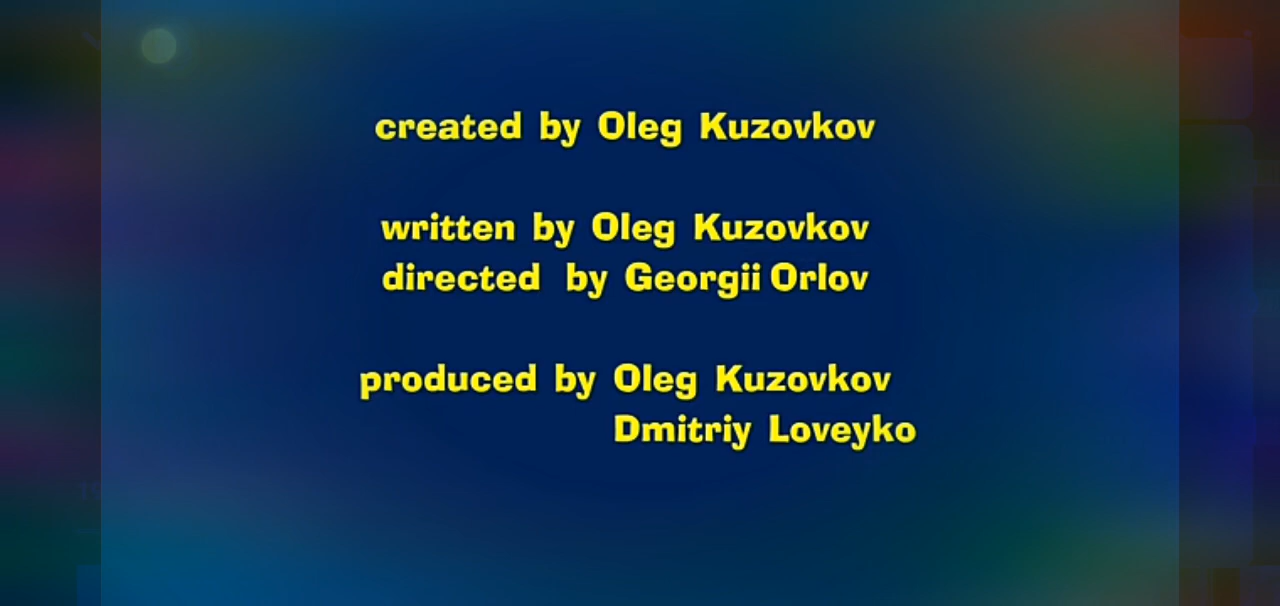 created by Oleg Kuzovkov
written by Oleg Kuzovkov
directed by Georgii Orlov
produced by Oleg Kuzovkov
Dmitriy Loveyko